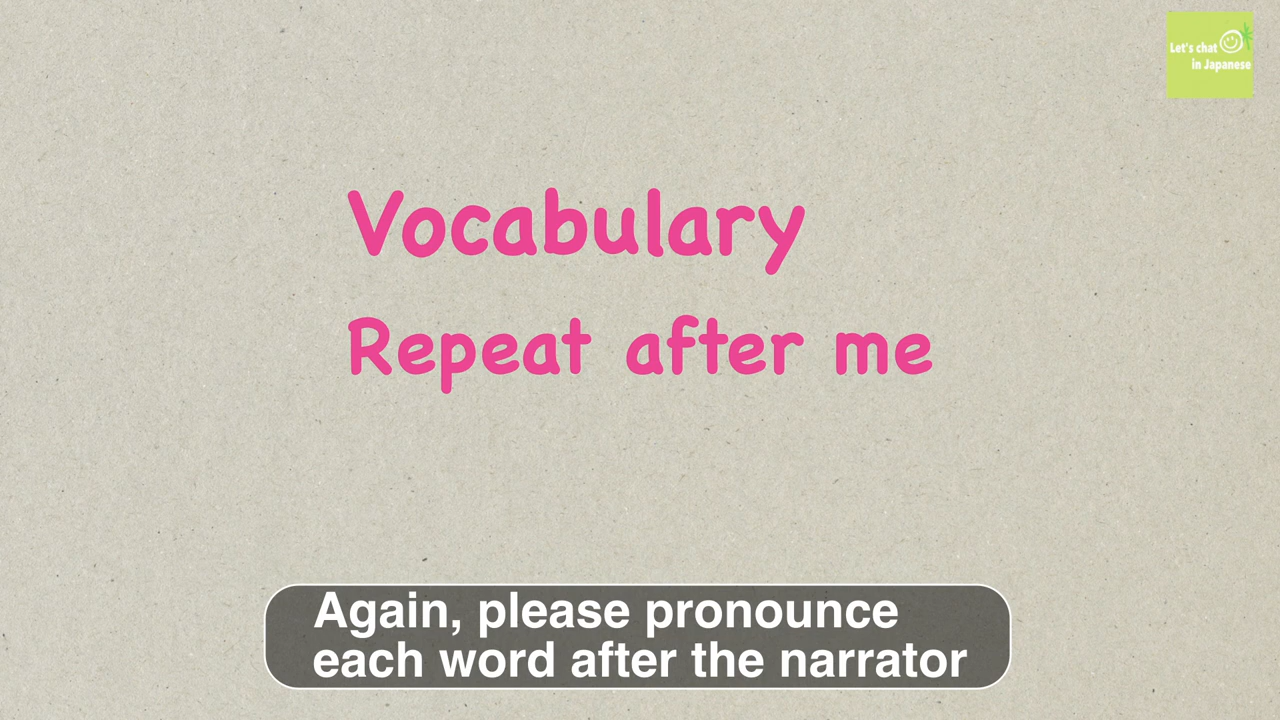 Let's chat
in Japanese
Vocabulary
Repeat after me
Again, please pronounce
each word after the narrator